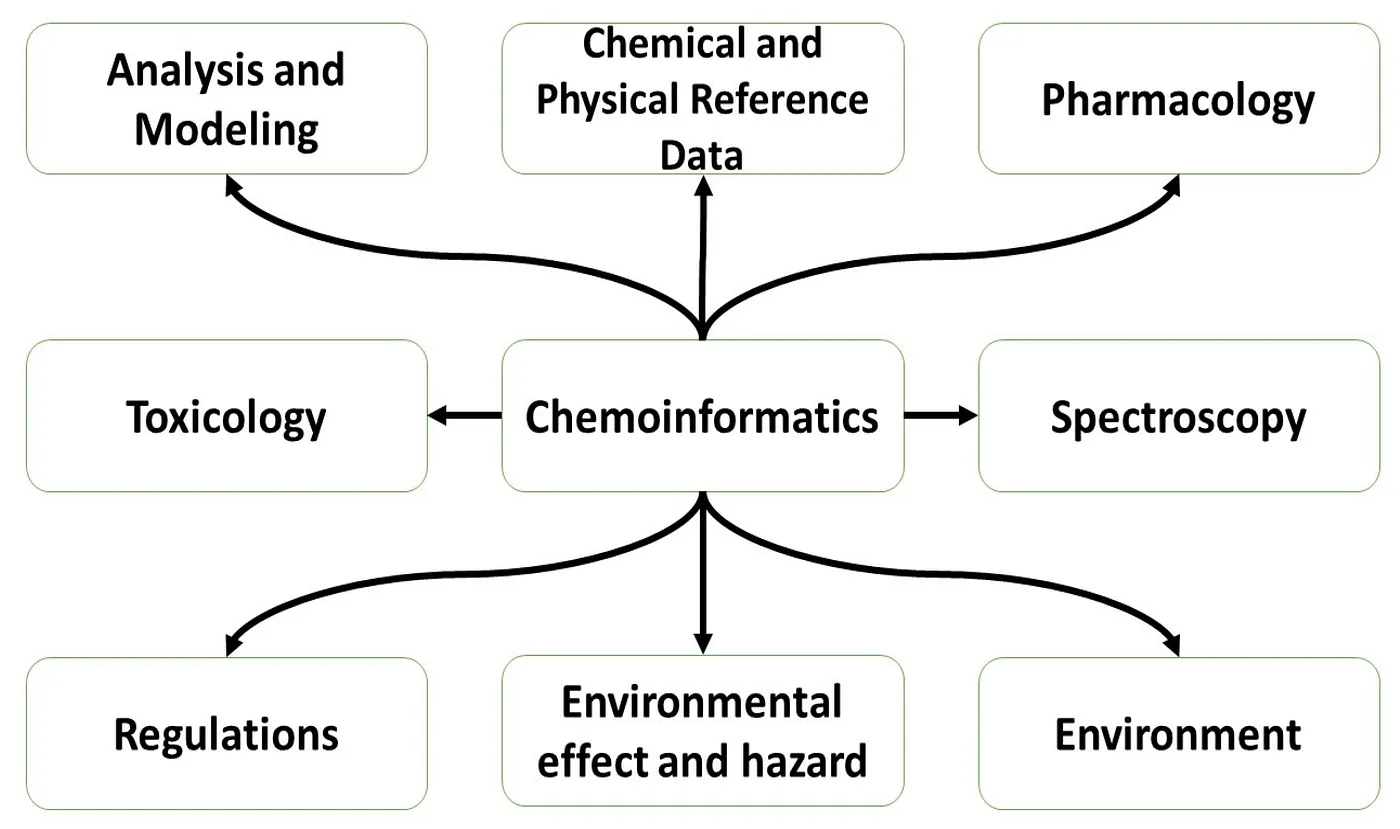 Analysis and
Modeling
Chemical and
Physical Reference
Data
Pharmacology
Toxicology
Chemoinformatics
Spectroscopy
Regulations
Environmental
effect and hazard
Environment